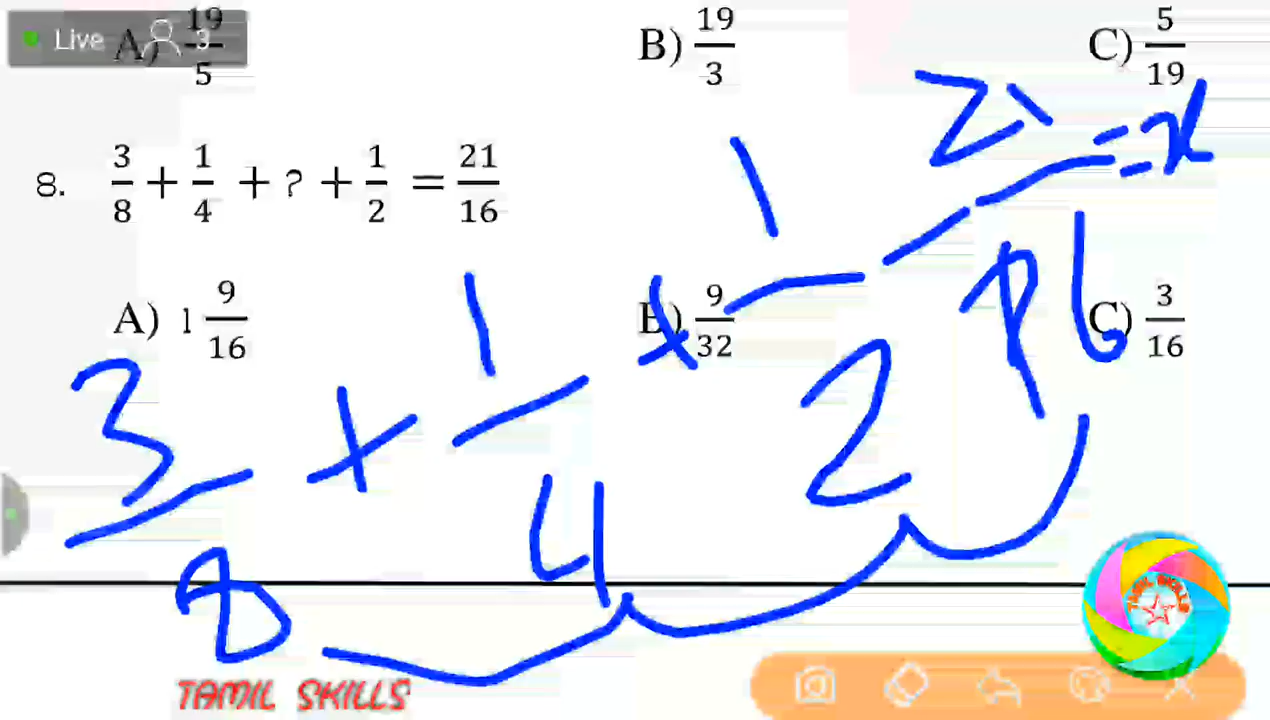 Live 3
A) 19/5 B) 19/3 C) 5/19
8. 3/8 + 1/4 + ? + 1/2 = 21/16
A) 1 9/16 B) 9/32 C) 3/16
3/8 + 1/4 + 1/2 - 21/16 = x
TAMIL SKILLS